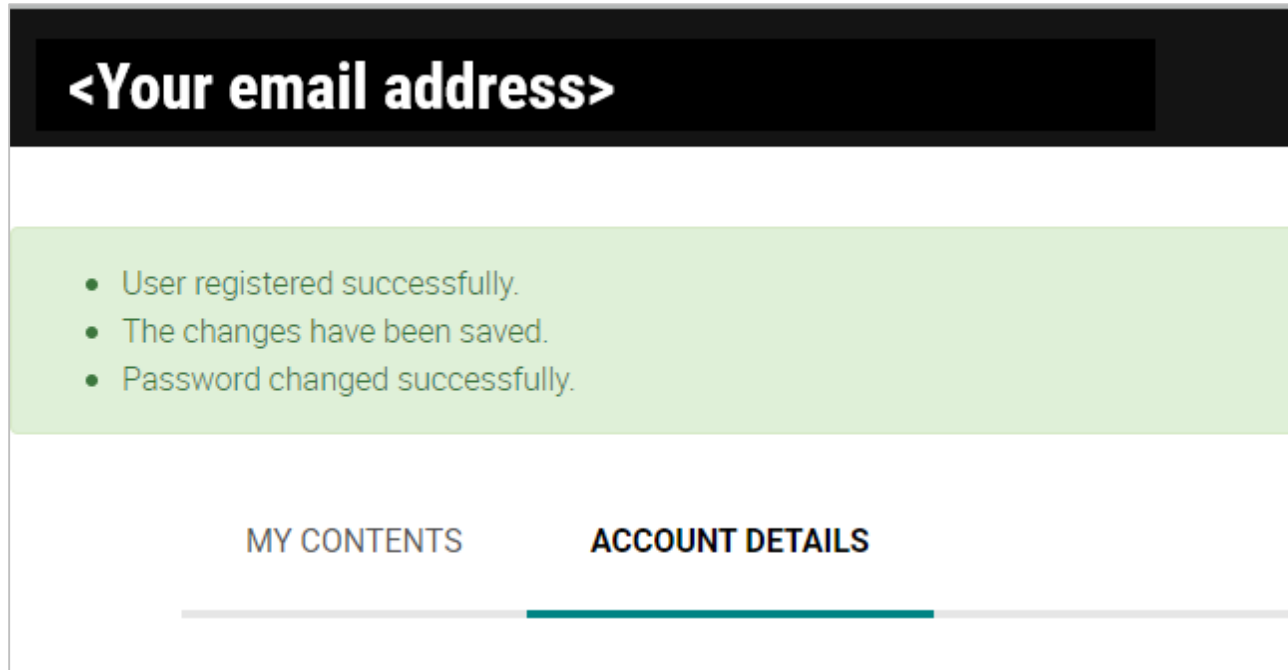 <Your email address>
• User registered successfully.
• The changes have been saved.
• Password changed successfully.
MY CONTENTS
ACCOUNT DETAILS